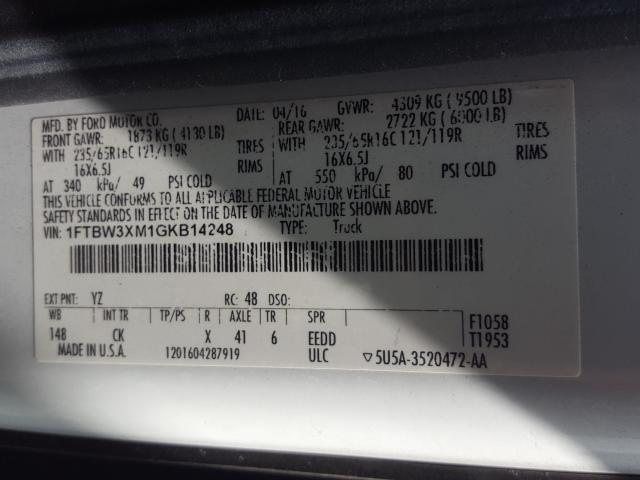 MFD. BY FORD MOTOR CO.
DATE: 04/16 GVWR: 4309 KG ( 9500 LB)
FRONT GAWR: 1873 KG ( 4130 LB)
REAR GAWR: 2722 KG ( 6000 LB)
WITH 235/65R16C 121/119R TIRES
WITH 235/65R16C 121/119R TIRES
16X6.5J RIMS
16X6.5J RIMS
AT 340 kPa/ 49 PSI COLD
AT 550 kPa/ 80 PSI COLD
THIS VEHICLE CONFORMS TO ALL APPLICABLE FEDERAL MOTOR VEHICLE
SAFETY STANDARDS IN EFFECT ON THE DATE OF MANUFACTURE SHOWN ABOVE.
VIN: 1FTBW3XM1GKB14248 TYPE: Truck
EXT PNT: YZ RC: 48 DSO:
WB INT TR TP/PS R AXLE TR SPR
148 CK X 41 6 EEDD
F1058
T1953
MADE IN U.S.A. 1201604287919 ULC ▽5U5A-3520472-AA